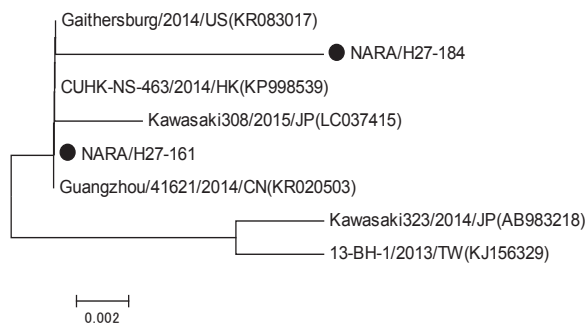 Gaithersburg/2014/US(KR083017)
NARA/H27-184
CUHK-NS-463/2014/HK(KP998539)
Kawasaki308/2015/JP(LC037415)
NARA/H27-161
Guangzhou/41621/2014/CN(KR020503)
Kawasaki323/2014/JP(AB983218)
13-BH-1/2013/TW(KJ156329)
0.002